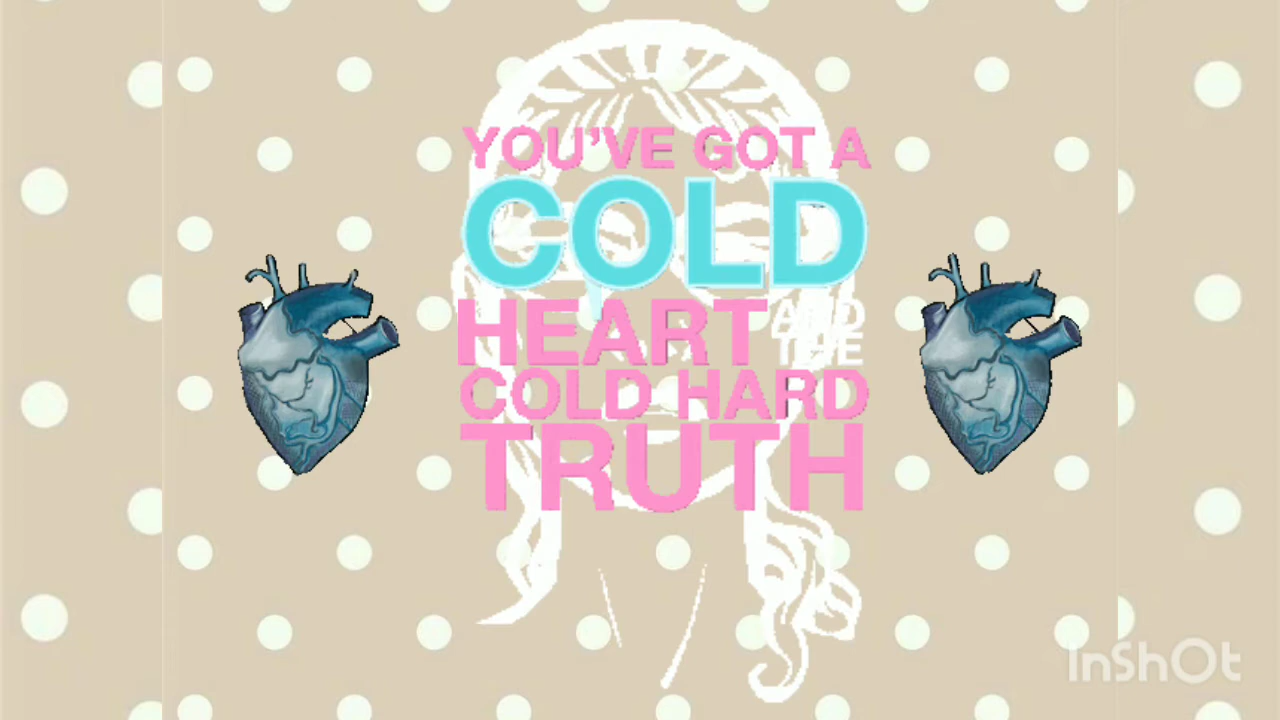 YOU'VE GOT A
COLD
HEART AND
THE
COLD HARD
TRUTH
InShOt